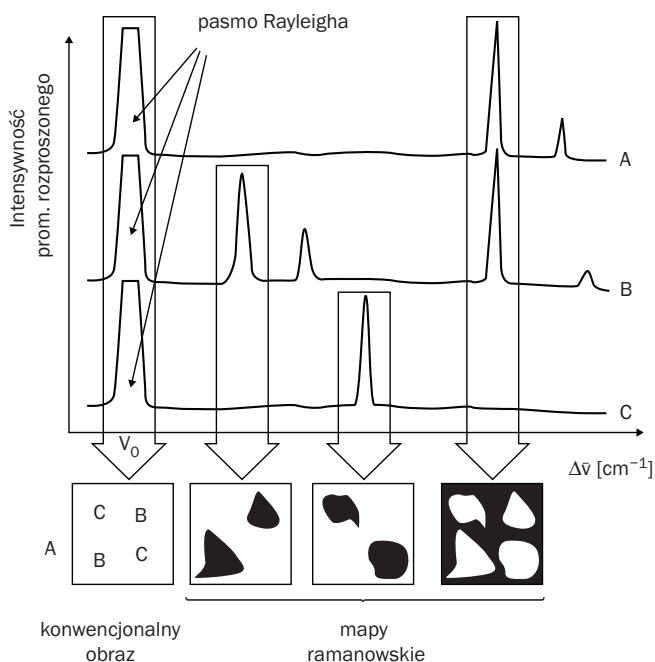 pasmo Rayleigha
Intensywność
prom. rozproszonego
A
B
C
V₀
Δν̄ [cm⁻¹]
A
C B
B C
konwencjonalny
obraz
mapy
ramanowskie